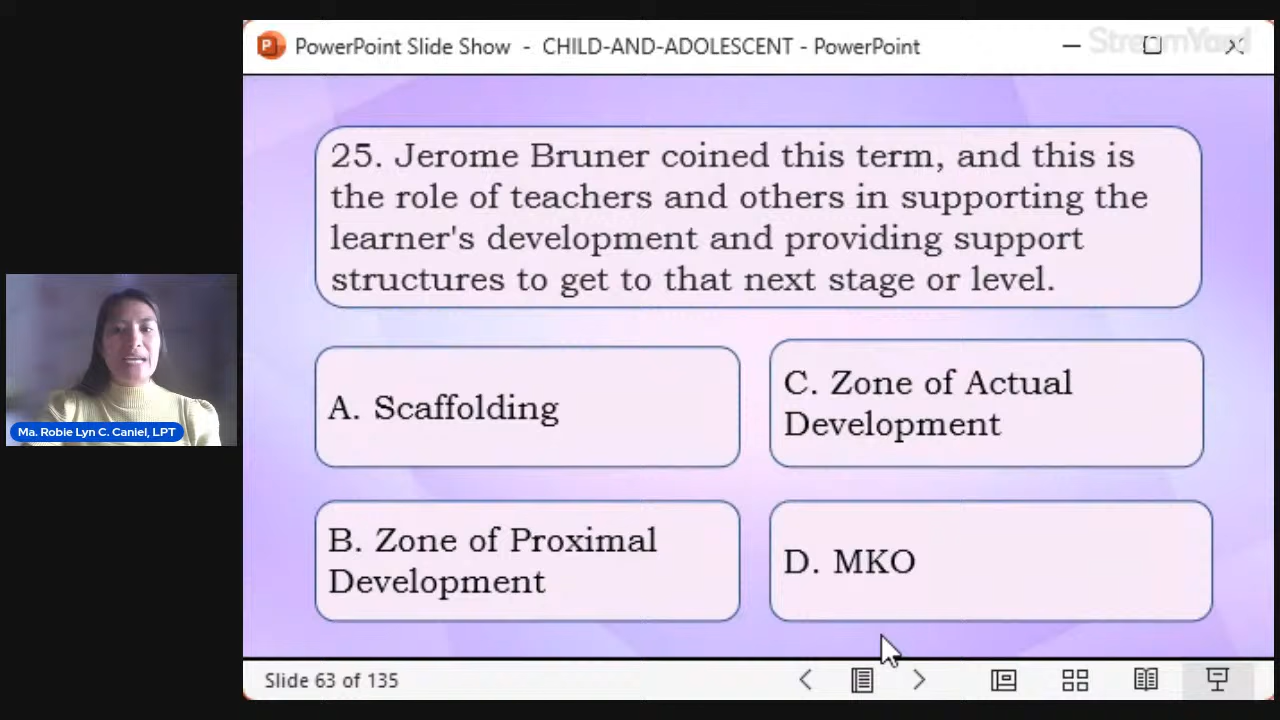 PowerPoint Slide Show - CHILD-AND-ADOLESCENT - PowerPoint
StreamYard
25. Jerome Bruner coined this term, and this is
the role of teachers and others in supporting the
learner's development and providing support
structures to get to that next stage or level.
A. Scaffolding
C. Zone of Actual
Development
B. Zone of Proximal
Development
D. MKO
Ma. Robie Lyn C. Caniel, LPT
Slide 63 of 135